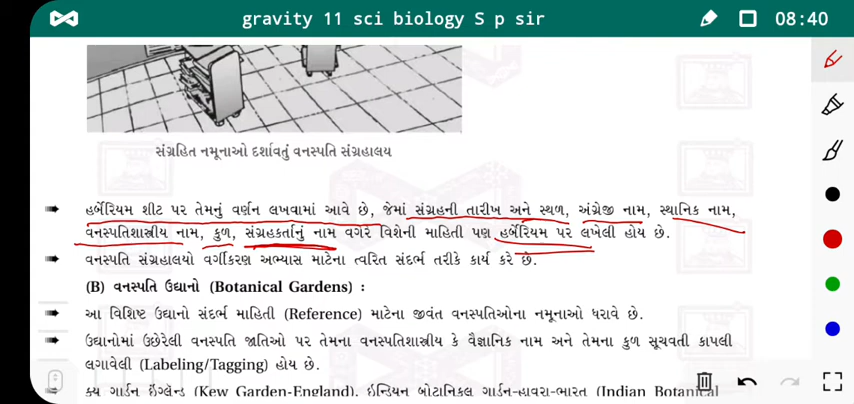 gravity 11 sci biology S p sir
08:40
સંગ્રહિત નમૂનાઓ દર્શાવતું વનસ્પતિ સંગ્રહાલય
હર્બેરિયમ શીટ પર તેમનું વર્ણન લખવામાં આવે છે, જેમાં સંગ્રહની તારીખ અને સ્થળ, અંગ્રેજી નામ, સ્થાનિક નામ,
વનસ્પતિશાસ્ત્રીય નામ, કુળ, સંગ્રહકર્તાનું નામ વગેરે વિશેની માહિતી પણ હર્બેરિયમ પર લખેલી હોય છે.
વનસ્પતિ સંગ્રહાલયો વર્ગીકરણ અભ્યાસ માટેના ત્વરિત સંદર્ભ તરીકે કાર્ય કરે છે.
(B) વનસ્પતિ ઉદ્યાનો (Botanical Gardens) :
આ વિશિષ્ટ ઉદ્યાનો સંદર્ભ માહિતી (Reference) માટેના જીવંત વનસ્પતિઓના નમૂનાઓ ધરાવે છે.
ઉદ્યાનોમાં ઉછેરેલી વનસ્પતિ જાતિઓ પર તેમના વનસ્પતિશાસ્ત્રીય કે વૈજ્ઞાનિક નામ અને તેમના કુળ સૂચવતી કાપલી
લગાવેલી (Labeling/Tagging) હોય છે.
ક્યુ ગાર્ડન ઇંગ્લેન્ડ (Kew Garden-England), ઇન્ડિયન બોટાનિકલ ગાર્ડન-હાવરા-ભારત (Indian Botanical